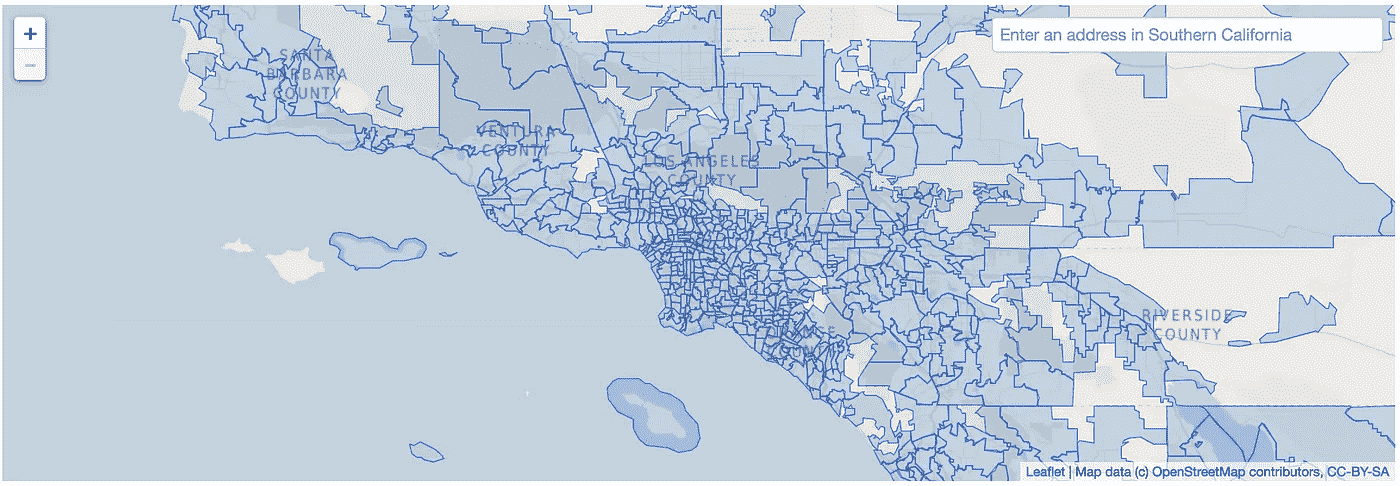 +
−
Enter an address in Southern California
SANTA
BARBARA
COUNTY
VENTURA
COUNTY
LOS ANGELES
COUNTY
RIVERSIDE
COUNTY
ORANGE
COUNTY
Leaflet | Map data (c) OpenStreetMap contributors, CC-BY-SA